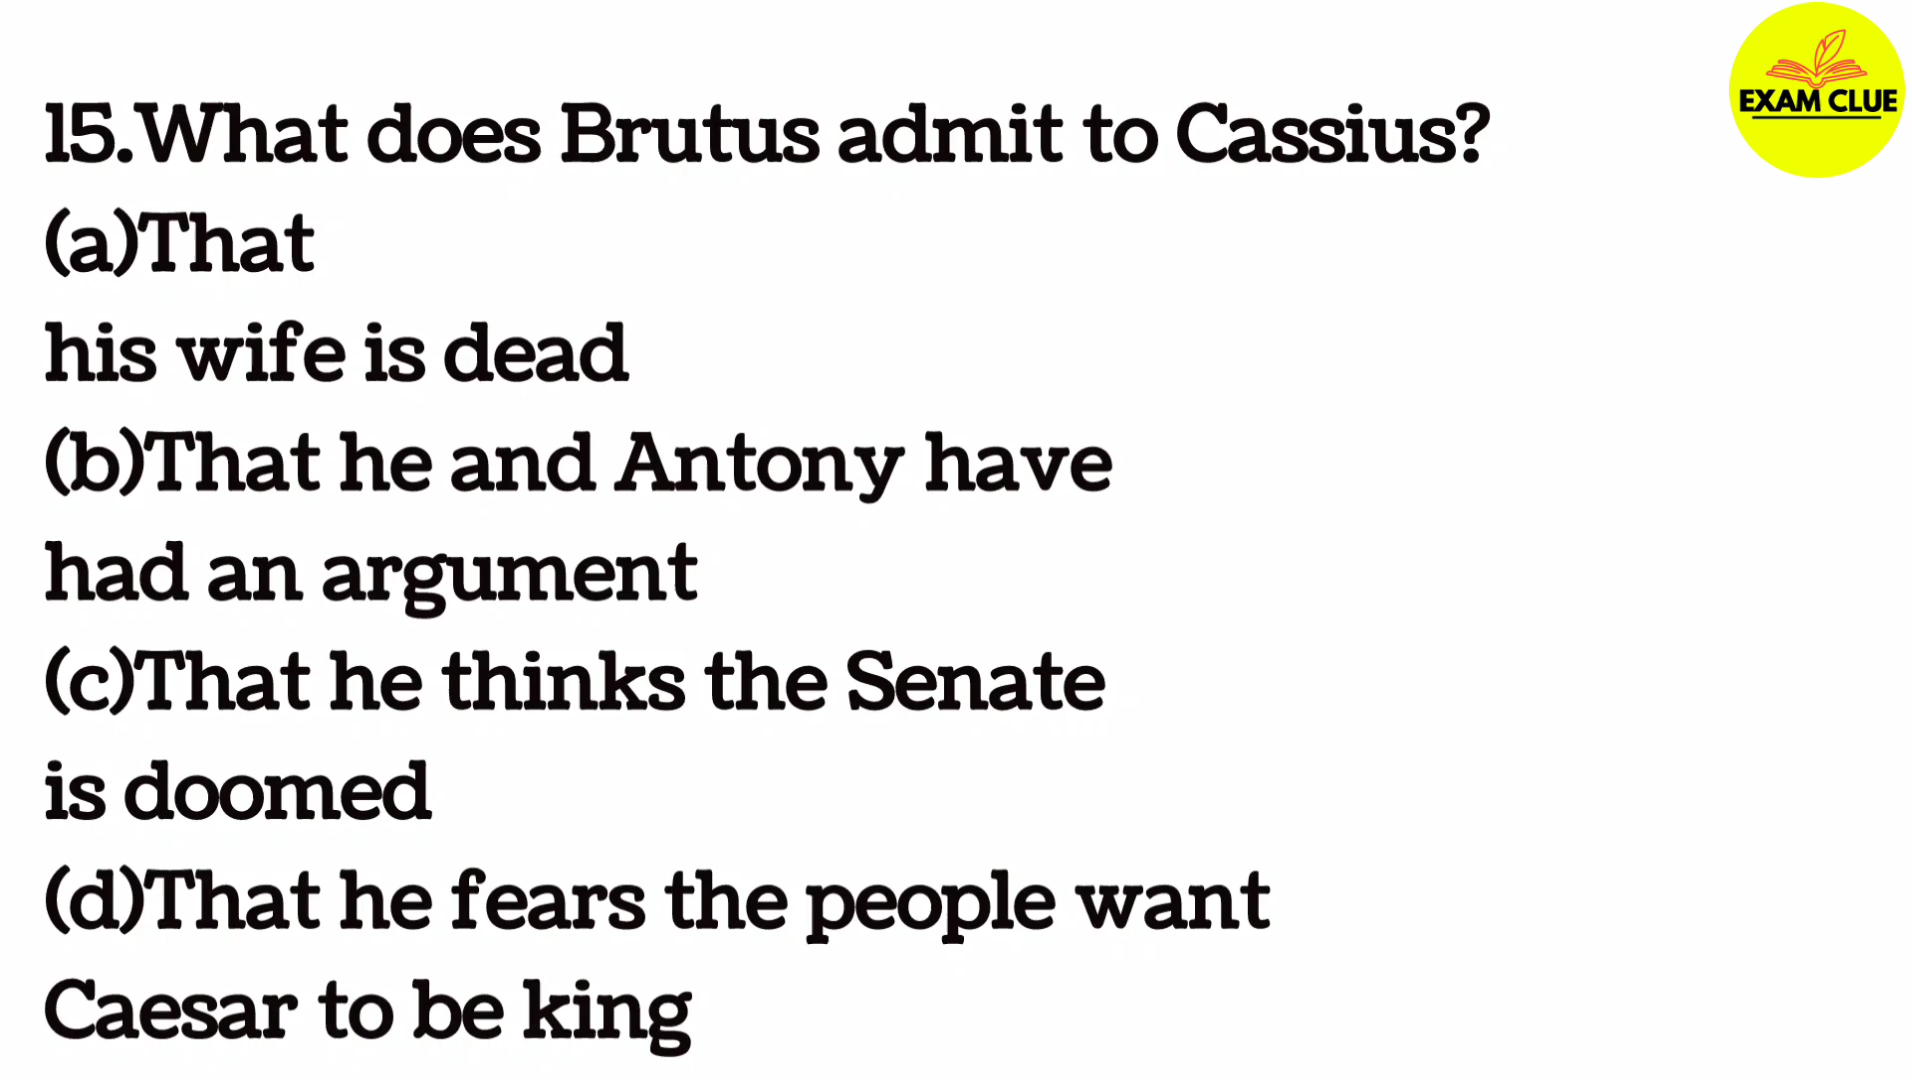 15.What does Brutus admit to Cassius?
(a)That
his wife is dead
(b)That he and Antony have
had an argument
(c)That he thinks the Senate
is doomed
(d)That he fears the people want
Caesar to be king
EXAM CLUE